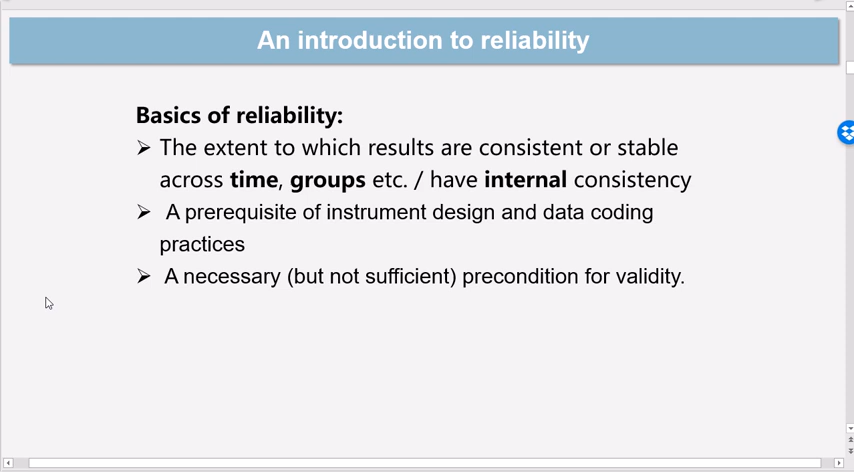 An introduction to reliability
Basics of reliability:
➢ The extent to which results are consistent or stable
across time, groups etc. / have internal consistency
➢ A prerequisite of instrument design and data coding
practices
➢ A necessary (but not sufficient) precondition for validity.